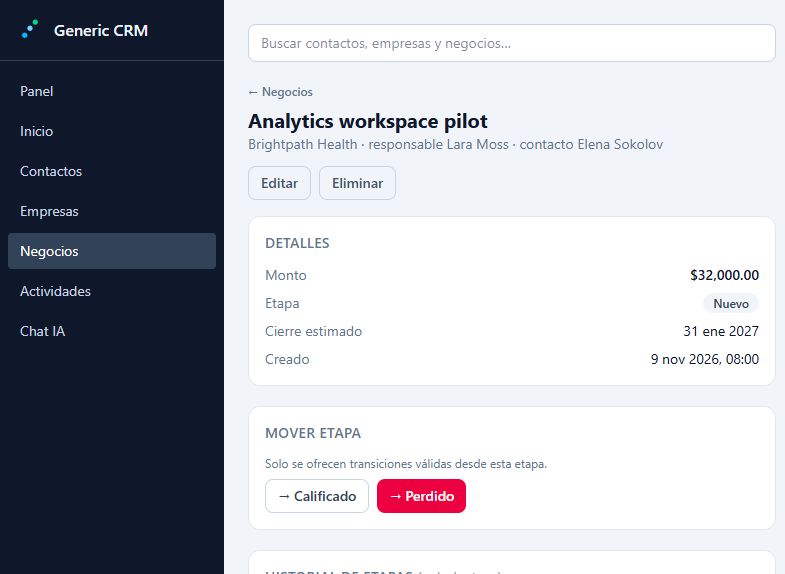 Generic CRM
Panel
Inicio
Contactos
Empresas
Negocios
Actividades
Chat IA
Buscar contactos, empresas y negocios...
← Negocios
Analytics workspace pilot
Brightpath Health · responsable Lara Moss · contacto Elena Sokolov
Editar
Eliminar
DETALLES
Monto $32,000.00
Etapa Nuevo
Cierre estimado 31 ene 2027
Creado 9 nov 2026, 08:00
MOVER ETAPA
Solo se ofrecen transiciones válidas desde esta etapa.
→ Calificado
→ Perdido
HISTORIAL DE ETAPAS